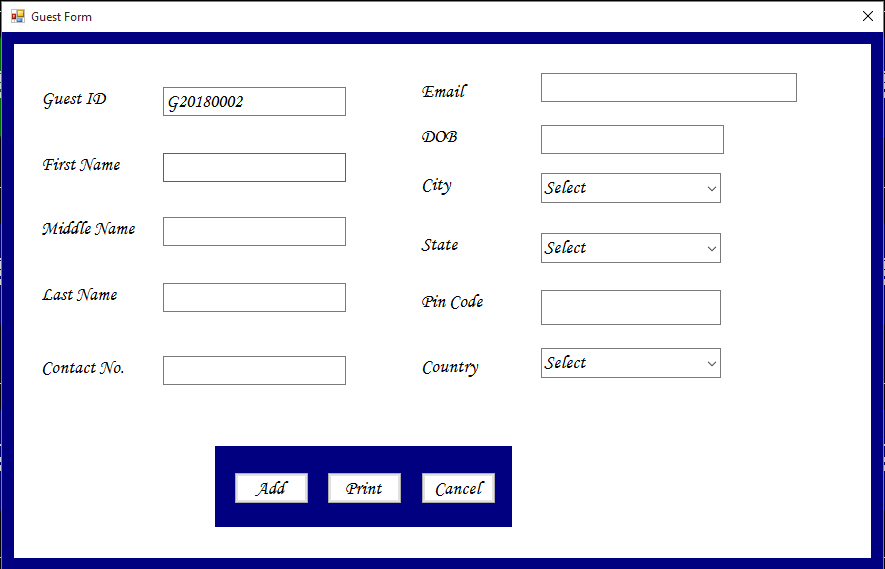 Guest Form
Guest ID G20180002
First Name
Middle Name
Last Name
Contact No.
Email
DOB
City Select
State Select
Pin Code
Country Select
Add Print Cancel